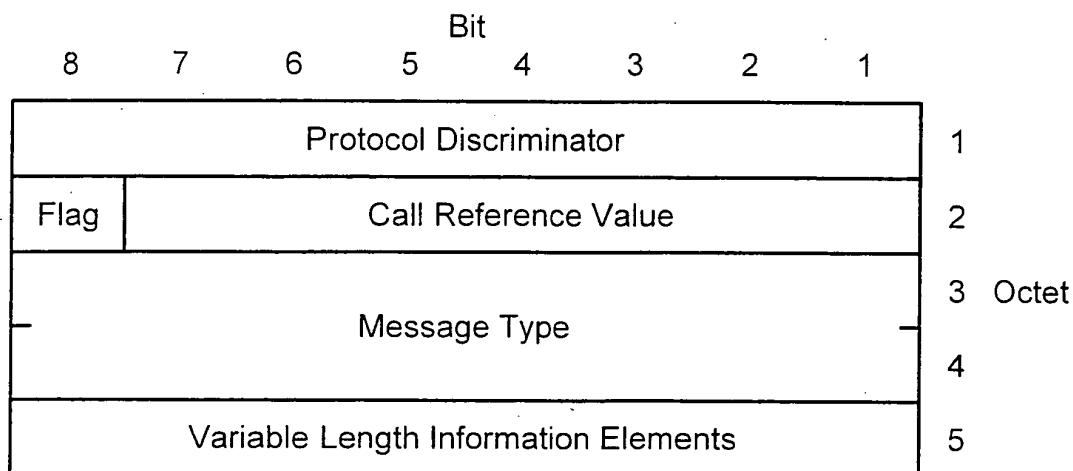 Bit
8 7 6 5 4 3 2 1
Protocol Discriminator 1
Flag Call Reference Value 2
3 Octet
Message Type
4
Variable Length Information Elements 5